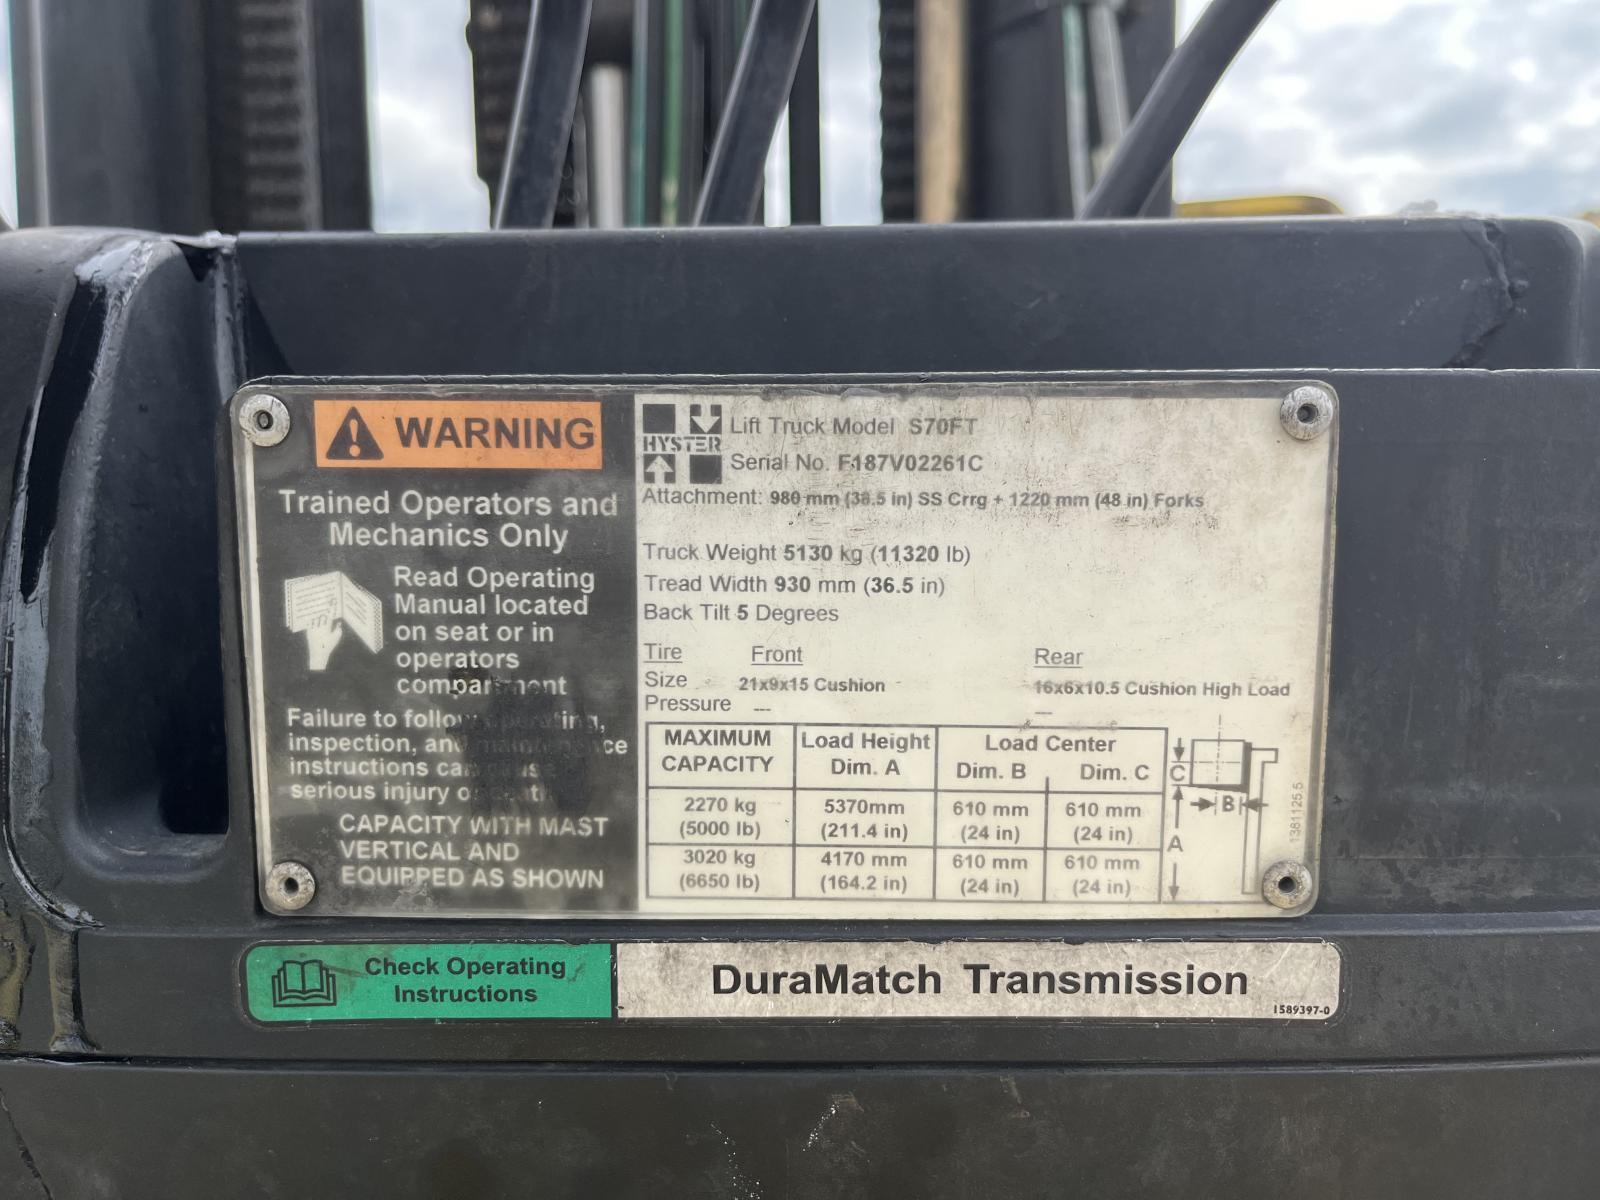 WARNING
Trained Operators and
Mechanics Only
Read Operating
Manual located
on seat or in
operators
compartment
Failure to follow operating,
inspection, and maintenance
instructions can cause
serious injury or
CAPACITY WITH MAST
VERTICAL AND
EQUIPPED AS SHOWN
HYSTER
Lift Truck Model S70FT
Serial No. F187V02261C
Attachment: 980 mm (38.5 in) SS Crrg + 1220 mm (48 in) Forks
Truck Weight 5130 kg (11320 lb)
Tread Width 930 mm (36.5 in)
Back Tilt 5 Degrees
Tire Front Rear
Size 21x9x15 Cushion 16x6x10.5 Cushion High Load
Pressure --- ---
MAXIMUM CAPACITY Load Height Dim. A Load Center Dim. B Dim. C
2270 kg 5370mm 610 mm 610 mm
(5000 lb) (211.4 in) (24 in) (24 in)
3020 kg 4170 mm 610 mm 610 mm
(6650 lb) (164.2 in) (24 in) (24 in)
C
B
A
1381125.5
Check Operating
Instructions
DuraMatch Transmission
1589397-0